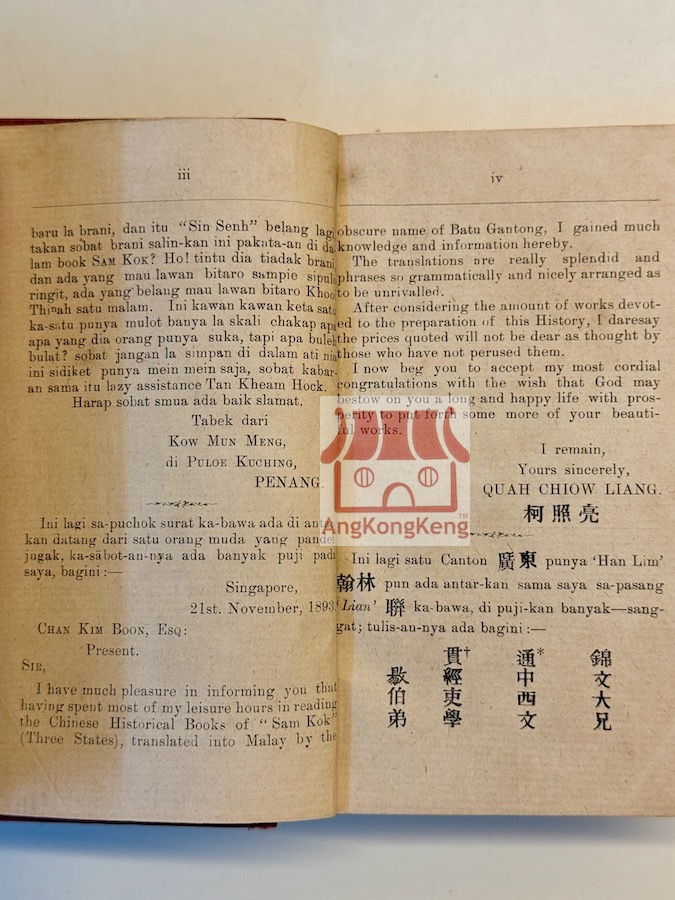 iii
baru la brani, dan itu "Sin Senh" belang lagi
takan sobat brani salin-kan ini pakata-an di da
lam book SAM KOK? Ho! tintu dia tiadak brani,
dan ada yang mau lawan bitaro sampie sipuloh
ringit, ada yang belang mau lawan bitaro Khoo
Thinah satu malam. Ini kawan kawan keta satu
ka-satu punya mulot banya la skali chakap apa
apa yang dia orang punya suka, tapi apa buleh
bulat? sobat jangan la simpan di dalam ati nia
ini sidiket punya mein mein saja, sobat kabar-
an sama itu lazy assistance Tan Kheam Hock.
Harap sobat smua ada baik slamat.
Tabek dari
KOW MUN MENG,
di PULOE KUCHING,
PENANG.
Ini lagi sa-puchok surat ka-bawa ada di antar
kan datang dari satu orang muda yang pandei
jugak, ka-sabot-an-nya ada banyak puji pada
saya, bagini :—
Singapore,
21st. November, 1893.
CHAN KIM BOON, ESQ:
Present.
SIR,
I have much pleasure in informing you that
having spent most of my leisure hours in reading
the Chinese Historical Books of "Sam Kok"
(Three States), translated into Malay by the
iv
obscure name of Batu Gantong, I gained much
knowledge and information hereby.
The translations are really splendid and
phrases so grammatically and nicely arranged as
to be unrivalled.
After considering the amount of works devot-
ed to the preparation of this History, I daresay
the prices quoted will not be dear as thought by
those who have not perused them.
I now beg you to accept my most cordial
congratulations with the wish that God may
bestow on you a long and happy life with pros-
perity to put forth some more of your beauti-
ful works.
I remain,
Yours sincerely,
QUAH CHIOW LIANG.
柯照亮
Ini lagi satu Canton 廣東 punya 'Han Lim'
翰林 pun ada antar-kan sama saya sa-pasang
'Lian' 聯 ka-bawa, di puji-kan banyak—sang-
gat; tulis-an-nya ada bagini :—
錦文大兄
通*中西文
貫†經史學
伯弟
AngKongKeng™